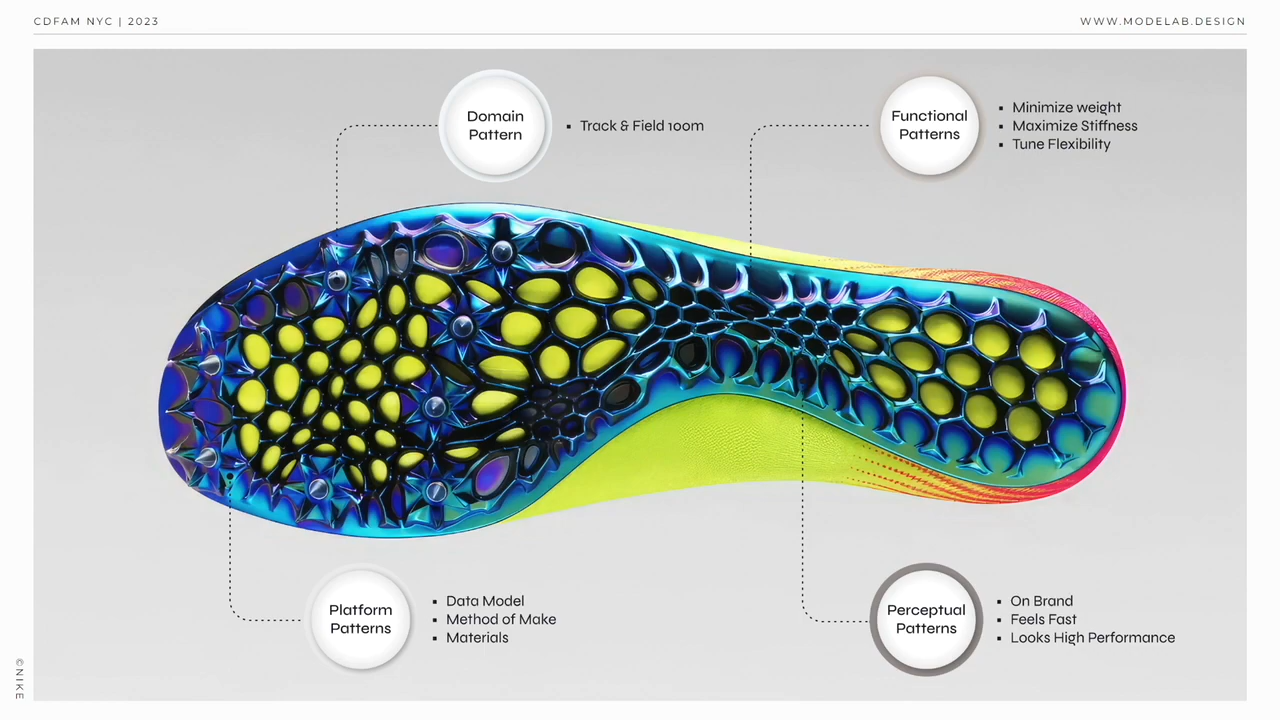 CDFAM NYC | 2023
WWW.MODELAB.DESIGN
Domain
Pattern
▪ Track & Field 100m
Functional
Patterns
▪ Minimize weight
▪ Maximize Stiffness
▪ Tune Flexibility
Platform
Patterns
▪ Data Model
▪ Method of Make
▪ Materials
Perceptual
Patterns
▪ On Brand
▪ Feels Fast
▪ Looks High Performance
©NIKE